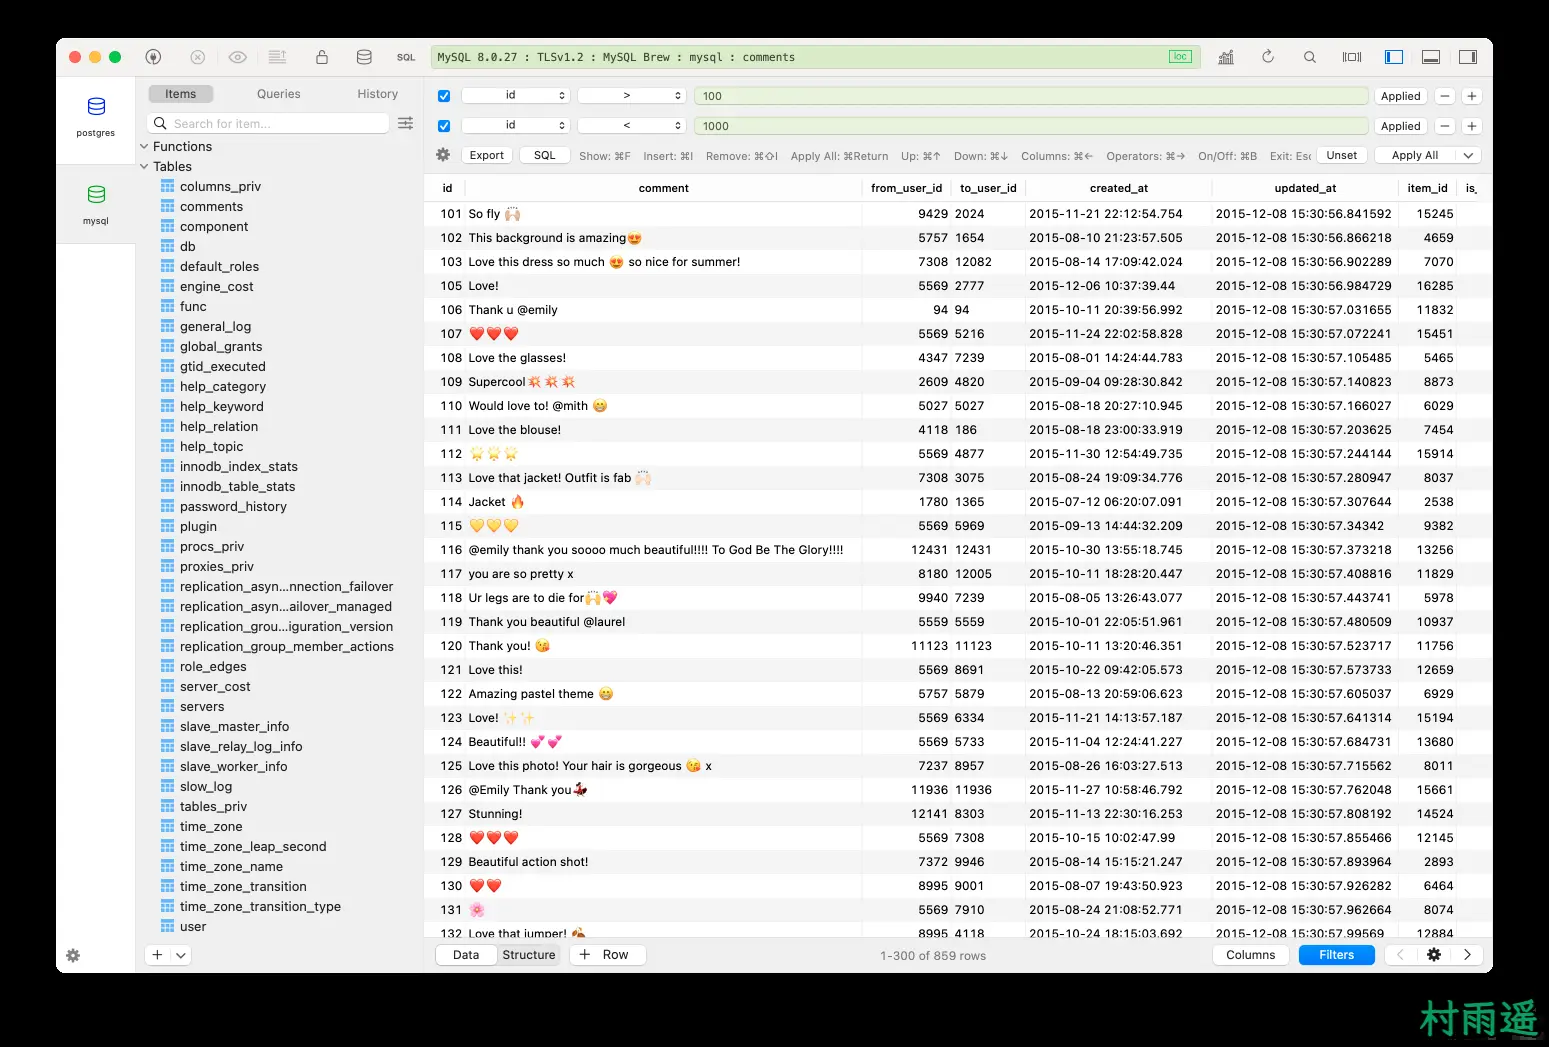 SQL MySQL 8.0.27 : TLSv1.2 : MySQL Brew : mysql : comments loc
postgres
mysql
Items Queries History
Search for item...
Functions
Tables
columns_priv
comments
component
db
default_roles
engine_cost
func
general_log
global_grants
gtid_executed
help_category
help_keyword
help_relation
help_topic
innodb_index_stats
innodb_table_stats
password_history
plugin
procs_priv
proxies_priv
replication_asyn...nnection_failover
replication_asyn...ailover_managed
replication_grou...iguration_version
replication_group_member_actions
role_edges
server_cost
servers
slave_master_info
slave_relay_log_info
slave_worker_info
slow_log
tables_priv
time_zone
time_zone_leap_second
time_zone_name
time_zone_transition
time_zone_transition_type
user
id > 100 Applied − +
id < 1000 Applied − +
Export SQL Show: ⌘F Insert: ⌘I Remove: ⌘⇧I Apply All: ⌘Return Up: ⌘↑ Down: ⌘↓ Columns: ⌘← Operators: ⌘→ On/Off: ⌘B Exit: Esc Unset Apply All
id comment from_user_id to_user_id created_at updated_at item_id is_
101 So fly 🙌🏻 9429 2024 2015-11-21 22:12:54.754 2015-12-08 15:30:56.841592 15245
102 This background is amazing😍 5757 1654 2015-08-10 21:23:57.505 2015-12-08 15:30:56.866218 4659
103 Love this dress so much 😍 so nice for summer! 7308 12082 2015-08-14 17:09:42.024 2015-12-08 15:30:56.902289 7070
105 Love! 5569 2777 2015-12-06 10:37:39.44 2015-12-08 15:30:56.984729 16285
106 Thank u @emily 94 94 2015-10-11 20:39:56.992 2015-12-08 15:30:57.031655 11832
107 ❤️❤️❤️ 5569 5216 2015-11-24 22:02:58.828 2015-12-08 15:30:57.072241 15451
108 Love the glasses! 4347 7239 2015-08-01 14:24:44.783 2015-12-08 15:30:57.105485 5465
109 Supercool💥💥💥 2609 4820 2015-09-04 09:28:30.842 2015-12-08 15:30:57.140823 8873
110 Would love to! @mith 😁 5027 5027 2015-08-18 20:27:10.945 2015-12-08 15:30:57.166027 6029
111 Love the blouse! 4118 186 2015-08-18 23:00:33.919 2015-12-08 15:30:57.203625 7454
112 🌟🌟🌟 5569 4877 2015-11-30 12:54:49.735 2015-12-08 15:30:57.244144 15914
113 Love that jacket! Outfit is fab 🙌🏻 7308 3075 2015-08-24 19:09:34.776 2015-12-08 15:30:57.280947 8037
114 Jacket 🔥 1780 1365 2015-07-12 06:20:07.091 2015-12-08 15:30:57.307644 2538
115 💛💛💛 5569 5969 2015-09-13 14:44:32.209 2015-12-08 15:30:57.34342 9382
116 @emily thank you soooo much beautiful!!!! To God Be The Glory!!!! 12431 12431 2015-10-30 13:55:18.745 2015-12-08 15:30:57.373218 13256
117 you are so pretty x 8180 12005 2015-10-11 18:28:20.447 2015-12-08 15:30:57.408816 11829
118 Ur legs are to die for🙌💖 9940 7239 2015-08-05 13:26:43.077 2015-12-08 15:30:57.443741 5978
119 Thank you beautiful @laurel 5559 5559 2015-10-01 22:05:51.961 2015-12-08 15:30:57.480509 10937
120 Thank you! 😘 11123 11123 2015-10-11 13:20:46.351 2015-12-08 15:30:57.523717 11756
121 Love this! 5569 8691 2015-10-22 09:42:05.573 2015-12-08 15:30:57.573733 12659
122 Amazing pastel theme 😁 5757 5879 2015-08-13 20:59:06.623 2015-12-08 15:30:57.605037 6929
123 Love! ✨✨ 5569 6334 2015-11-21 14:13:57.187 2015-12-08 15:30:57.641314 15194
124 Beautiful!! 💕💕 5569 5733 2015-11-04 12:24:41.227 2015-12-08 15:30:57.684731 13680
125 Love this photo! Your hair is gorgeous 😘 x 7237 8957 2015-08-26 16:03:27.513 2015-12-08 15:30:57.715562 8011
126 @Emily Thank you💃🏿 11936 11936 2015-11-27 10:58:46.792 2015-12-08 15:30:57.762048 15661
127 Stunning! 12141 8303 2015-11-13 22:30:16.253 2015-12-08 15:30:57.808192 14524
128 ❤️❤️❤️ 5569 7308 2015-10-15 10:02:47.99 2015-12-08 15:30:57.855466 12145
129 Beautiful action shot! 7372 9946 2015-08-14 15:15:21.247 2015-12-08 15:30:57.893964 2893
130 ❤️❤️ 8995 9001 2015-08-07 19:43:50.923 2015-12-08 15:30:57.926282 6464
131 🌸 5569 7910 2015-08-24 21:08:52.771 2015-12-08 15:30:57.962664 8074
132 Love that jumper! 🍂 8995 4118 2015-10-24 18:15:03.692 2015-12-08 15:30:57.99569 12884
+ Data Structure + Row 1-300 of 859 rows Columns Filters
村雨遥